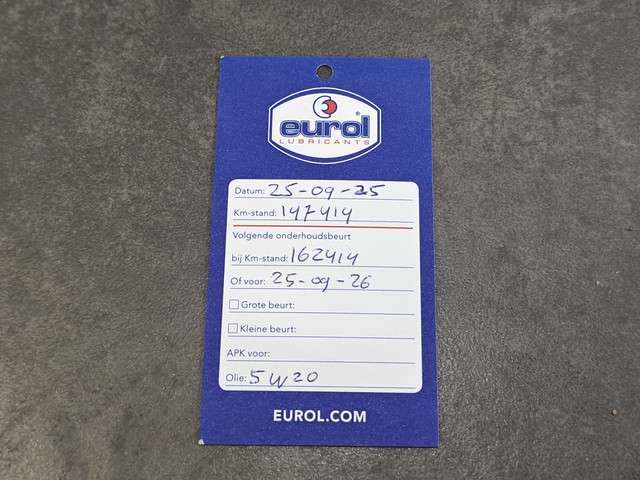 eurol®
LUBRICANTS
Datum: 25-09-25
Km-stand: 147414
Volgende onderhoudsbeurt
bij Km-stand: 162414
Of voor: 25-09-26
Grote beurt:
Kleine beurt:
APK voor:
Olie: 5W20
EUROL.COM